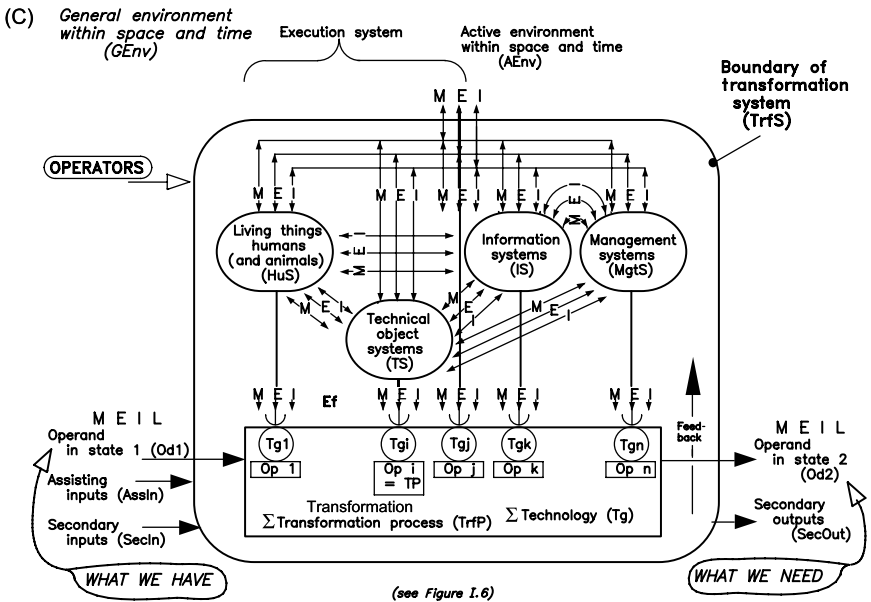 (C)
General environment
within space and time
(GEnv)
Execution system
Active environment
within space and time
(AEnv)
Boundary of
transformation
system
(TrfS)
M E I
OPERATORS
M E I
M E I
M E I
M E I
M E I
M E I
Living things
humans
(and animals)
(HuS)
M E I
Information
systems
(IS)
Management
systems
(MgtS)
M E I
M E I
M E I
Technical
object
systems
(TS)
M E I
Ef
M E I
M E I
M E I
M E I
Feed-
back
M E I L
Operand
in state 1 (Od1)
Assisting
inputs (AssIn)
Secondary
inputs (SecIn)
WHAT WE HAVE
Tg1
Op 1
Tgi
Op i
= TP
Tgj
Op j
Tgk
Op k
Tgn
Op n
Transformation
∑ Transformation process (TrfP)
∑ Technology (Tg)
M E I L
Operand
in state 2
(Od2)
Secondary
outputs
(SecOut)
WHAT WE NEED
(see Figure I.6)